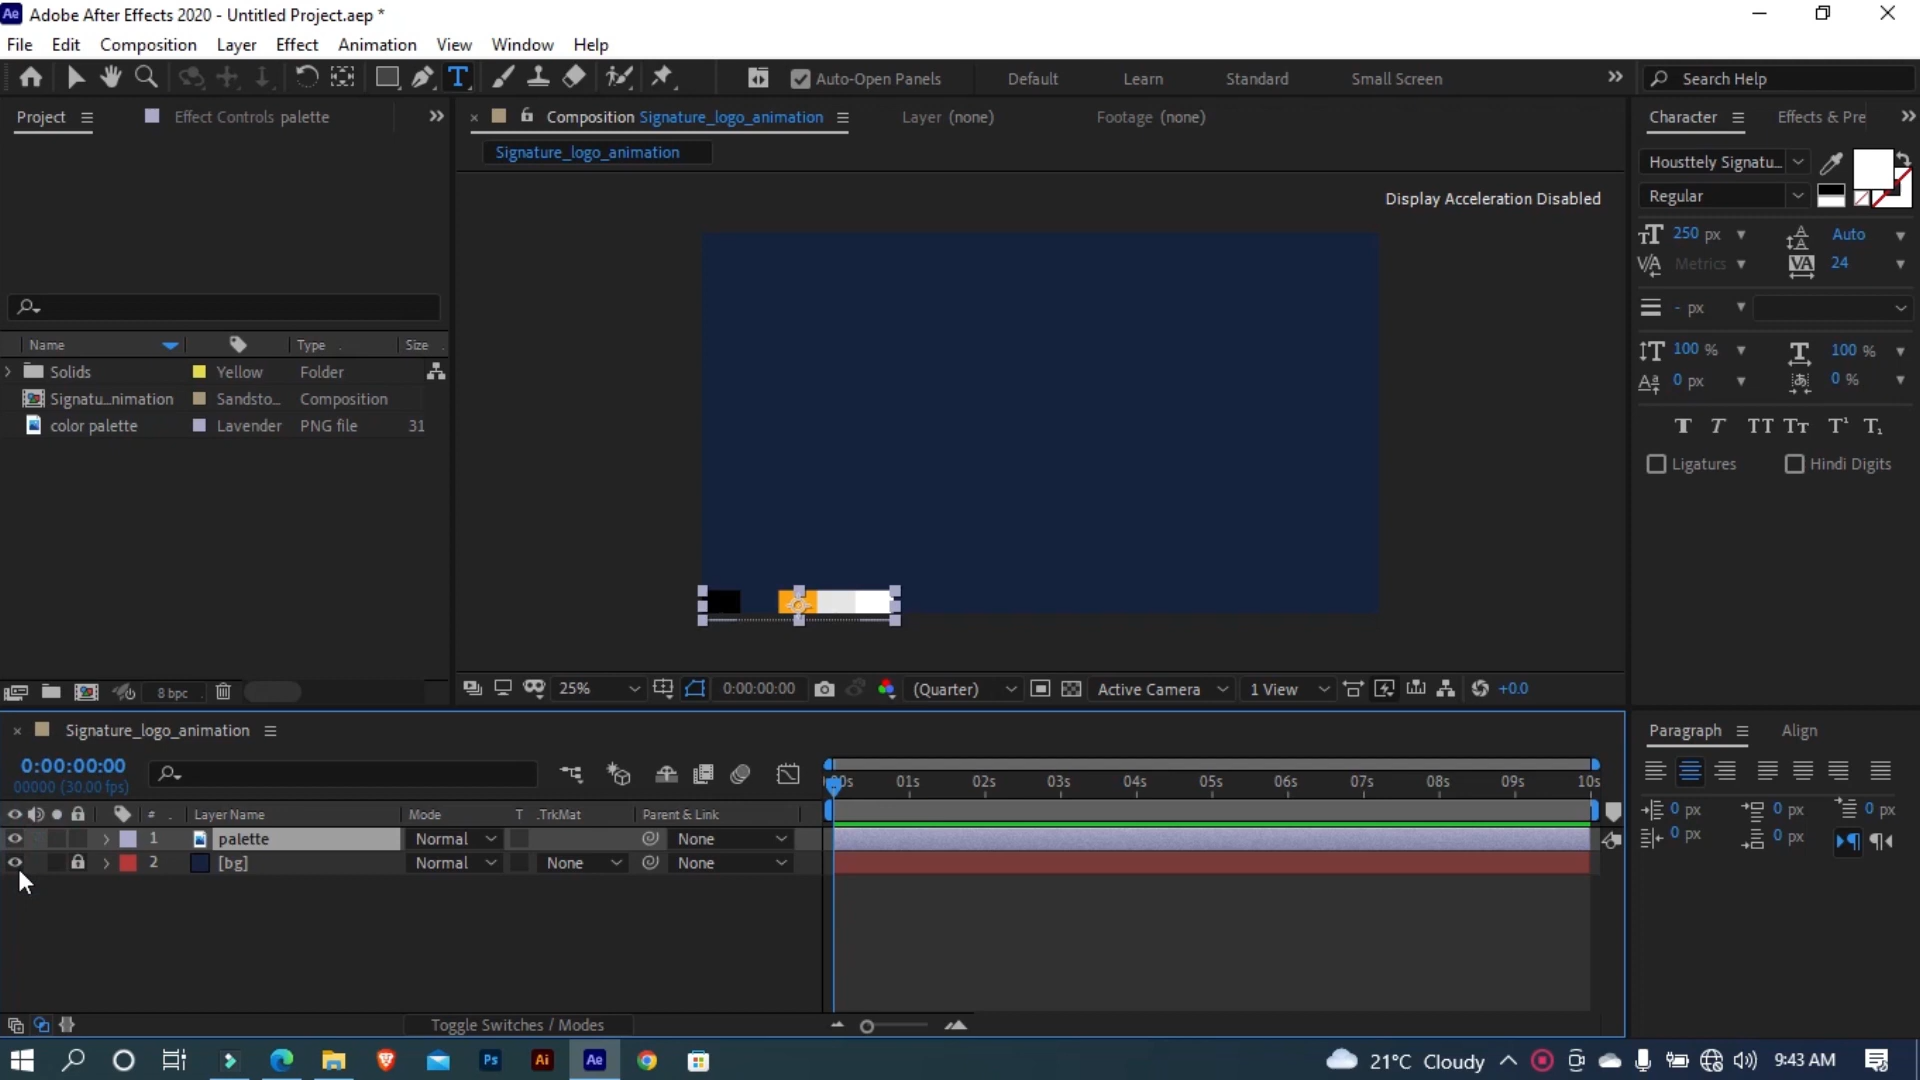 Ae Adobe After Effects 2020 - Untitled Project.aep *
File Edit Composition Layer Effect Animation View Window Help
T Auto-Open Panels Default Learn Standard Small Screen Search Help
Project Effect Controls palette
Composition Signature_logo_animation Layer (none) Footage (none)
Character Effects & Pre
Signature_logo_animation
Housttely Signatu...
Regular
Display Acceleration Disabled
250 px Auto
Metrics 24
- px
100 % 100 %
0 px 0 %
Ligatures Hindi Digits
Name Type Size
Solids Yellow Folder
Signatu...nimation Sandsto... Composition
color palette Lavender PNG file 31
8 bpc
25% 0:00:00:00 (Quarter) Active Camera 1 View +0.0
Signature_logo_animation
0:00:00:00
00000 (30.00 fps)
00s 01s 02s 03s 04s 05s 06s 07s 08s 09s 10s
# Layer Name Mode T .TrkMat Parent & Link
1 palette Normal None
2 [bg] Normal None None
Toggle Switches / Modes
Paragraph Align
0 px 0 px 0 px
0 px 0 px
Ps Ai Ae
21°C Cloudy 9:43 AM